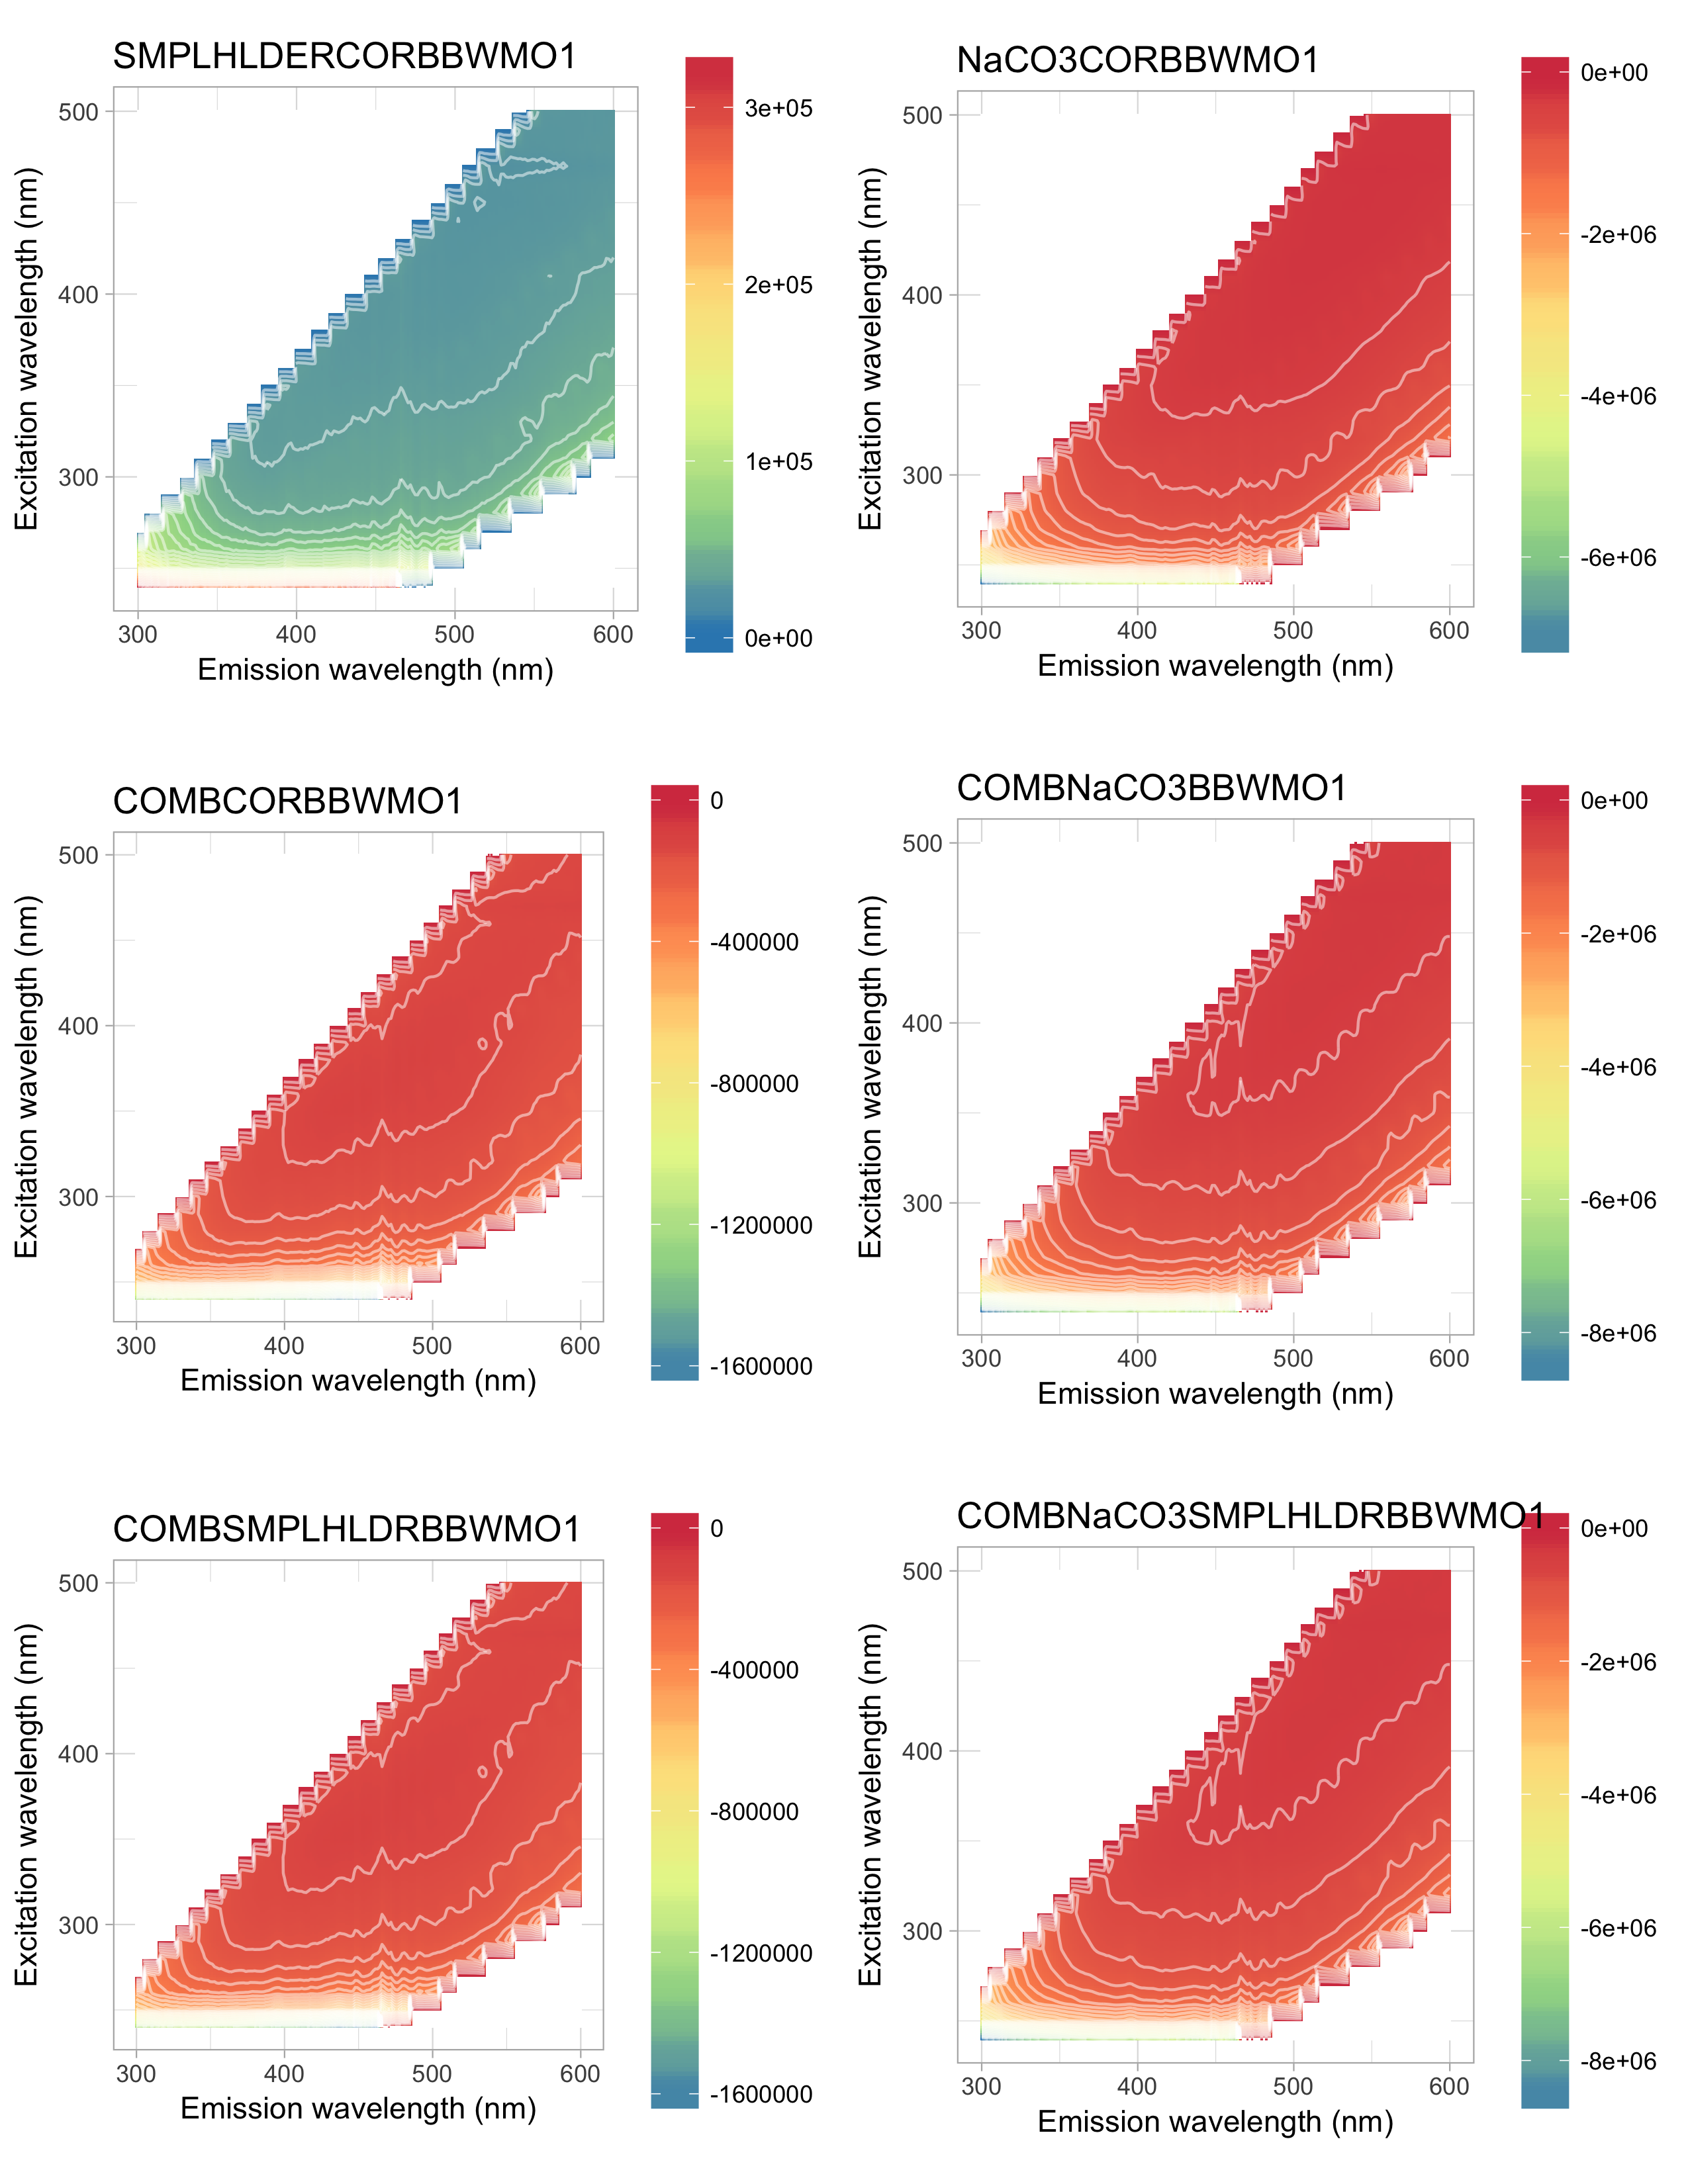 SMPLHLDERCORBBWMO1
500
400
300
300 400 500 600
Excitation wavelength (nm)
Emission wavelength (nm)
3e+05
2e+05
1e+05
0e+00
NaCO3CORBBWMO1
500
400
300
300 400 500 600
Excitation wavelength (nm)
Emission wavelength (nm)
0e+00
-2e+06
-4e+06
-6e+06
COMBCORBBWMO1
500
400
300
300 400 500 600
Excitation wavelength (nm)
Emission wavelength (nm)
0
-400000
-800000
-1200000
-1600000
COMBNaCO3BBWMO1
500
400
300
300 400 500 600
Excitation wavelength (nm)
Emission wavelength (nm)
0e+00
-2e+06
-4e+06
-6e+06
-8e+06
COMBSMPLHLDRBBWMO1
500
400
300
300 400 500 600
Excitation wavelength (nm)
Emission wavelength (nm)
0
-400000
-800000
-1200000
-1600000
COMBNaCO3SMPLHLDRBBWMO1
500
400
300
300 400 500 600
Excitation wavelength (nm)
Emission wavelength (nm)
0e+00
-2e+06
-4e+06
-6e+06
-8e+06